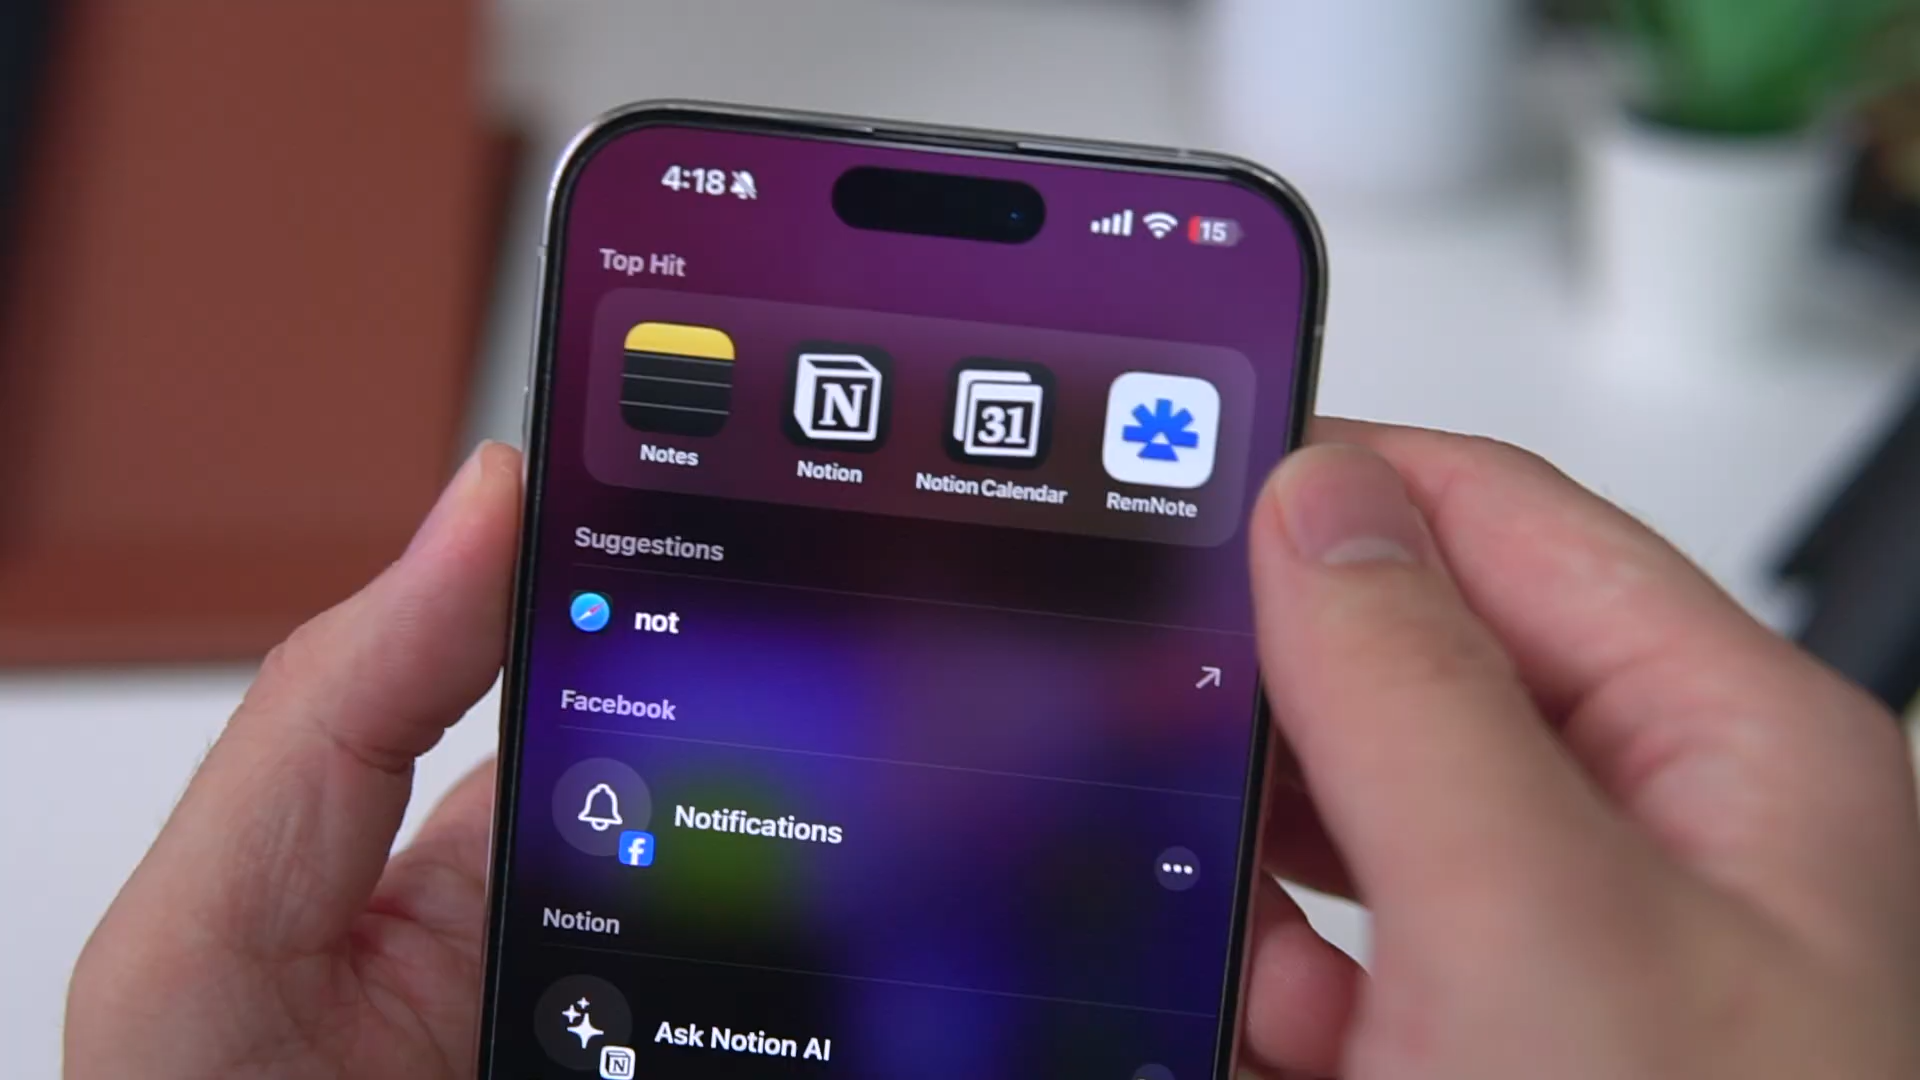 4:18
15
Top Hit
N
31
Notes
Notion
Notion Calendar
RemNote
Suggestions
not
Facebook
f
Notifications
Notion
N
Ask Notion AI